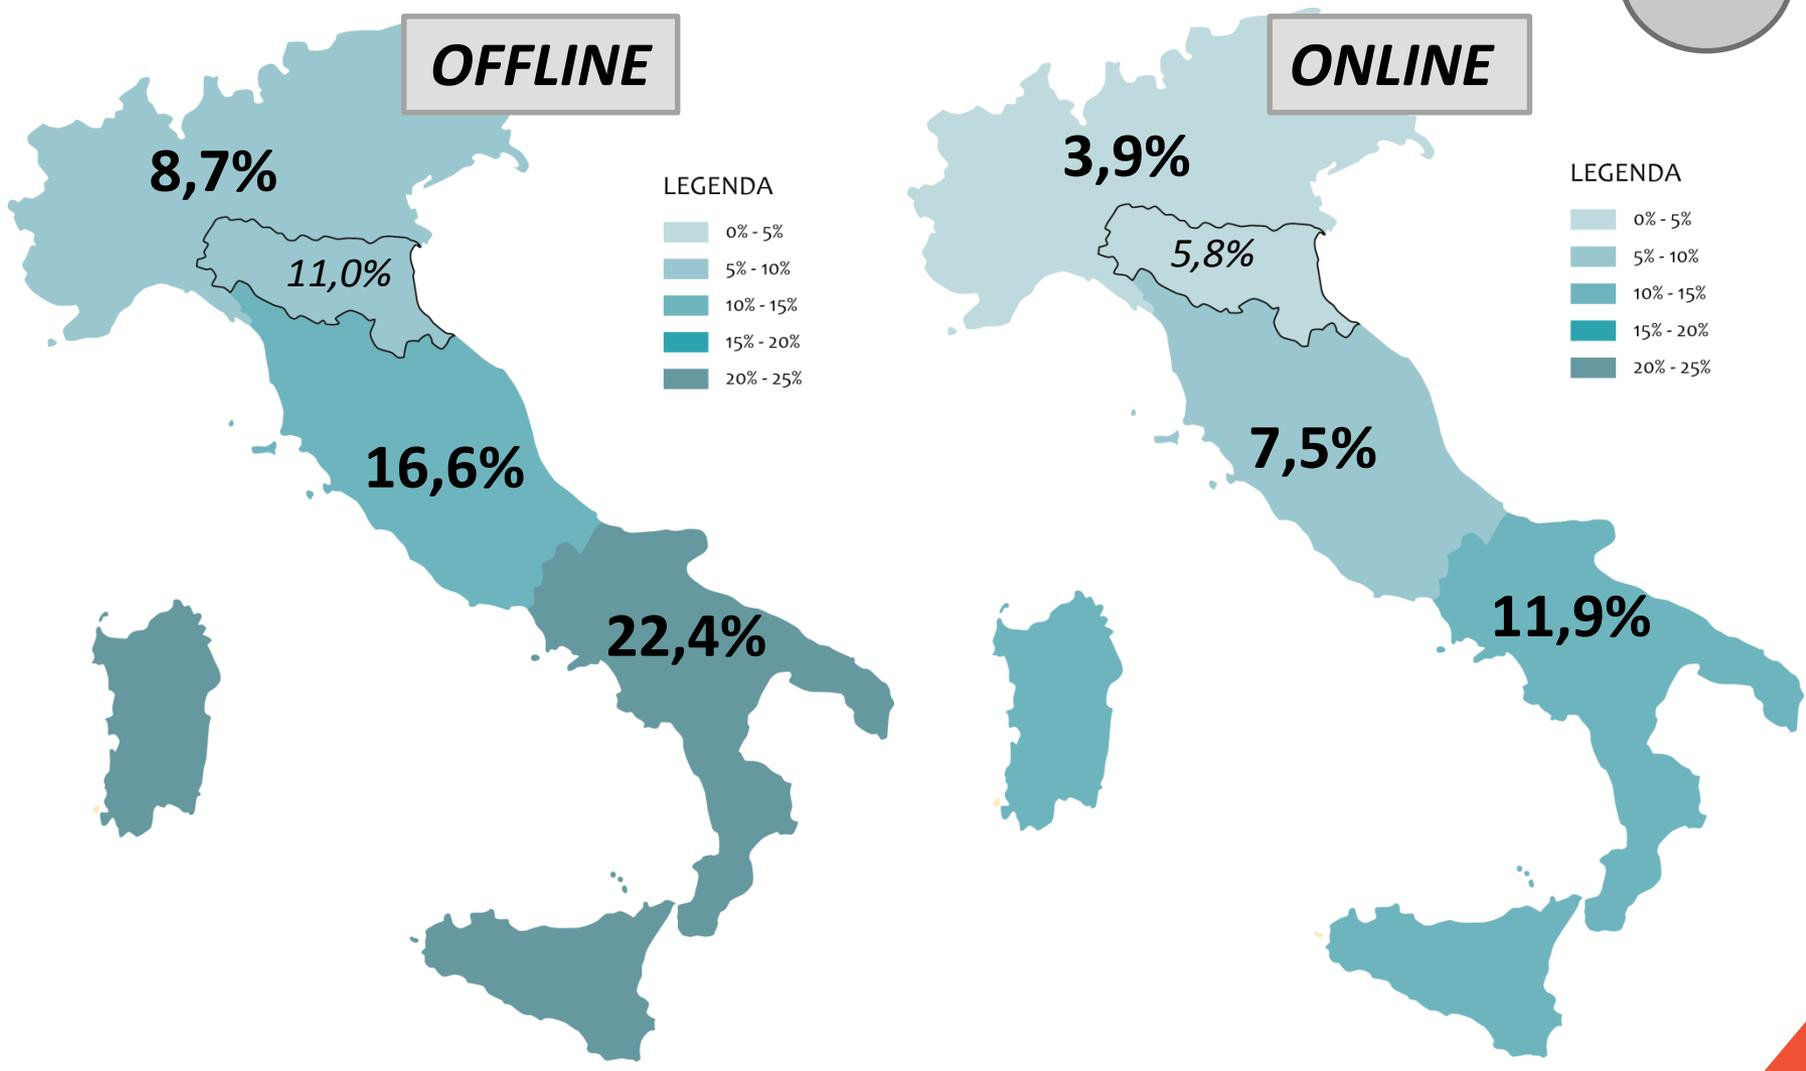 OFFLINE
8,7%
11,0%
16,6%
22,4%
LEGENDA
0% - 5%
5% - 10%
10% - 15%
15% - 20%
20% - 25%
ONLINE
3,9%
5,8%
7,5%
11,9%
LEGENDA
0% - 5%
5% - 10%
10% - 15%
15% - 20%
20% - 25%